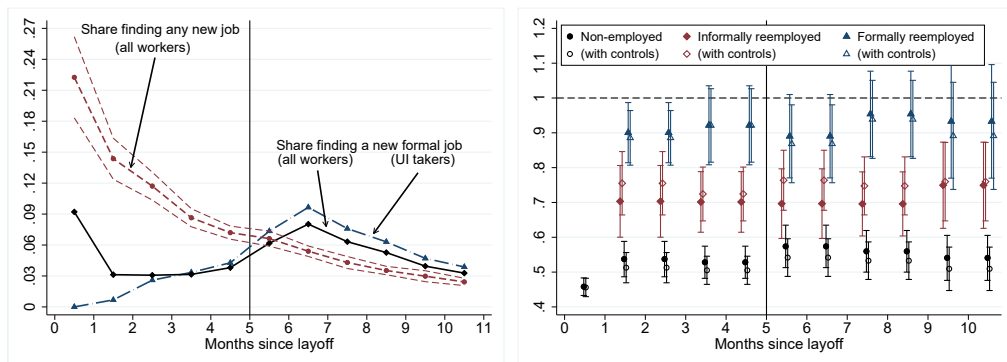 Share finding any new job
(all workers)
Share finding a new formal job
(all workers) (UI takers)
.27
.24
.21
.18
.15
.12
.09
.06
.03
0
0 1 2 3 4 5 6 7 8 9 10 11
Months since layoff
Non-employed Informally reemployed Formally reemployed
(with controls) (with controls) (with controls)
1.2
1.1
1
.9
.8
.7
.6
.5
.4
0 1 2 3 4 5 6 7 8 9 10
Months since layoff